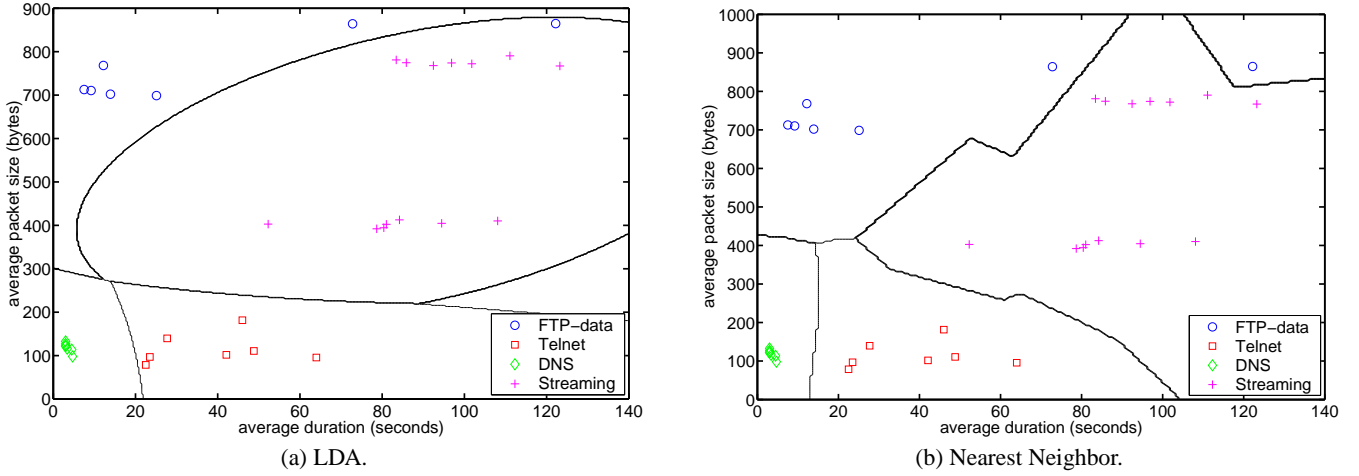 900
800
700
600
500
400
300
200
100
0
average packet size (bytes)
0 20 40 60 80 100 120 140
average duration (seconds)
FTP−data
Telnet
DNS
Streaming
(a) LDA.
1000
900
800
700
600
500
400
300
200
100
0
average packet size (bytes)
0 20 40 60 80 100 120 140
average duration (seconds)
FTP−data
Telnet
DNS
Streaming
(b) Nearest Neighbor.